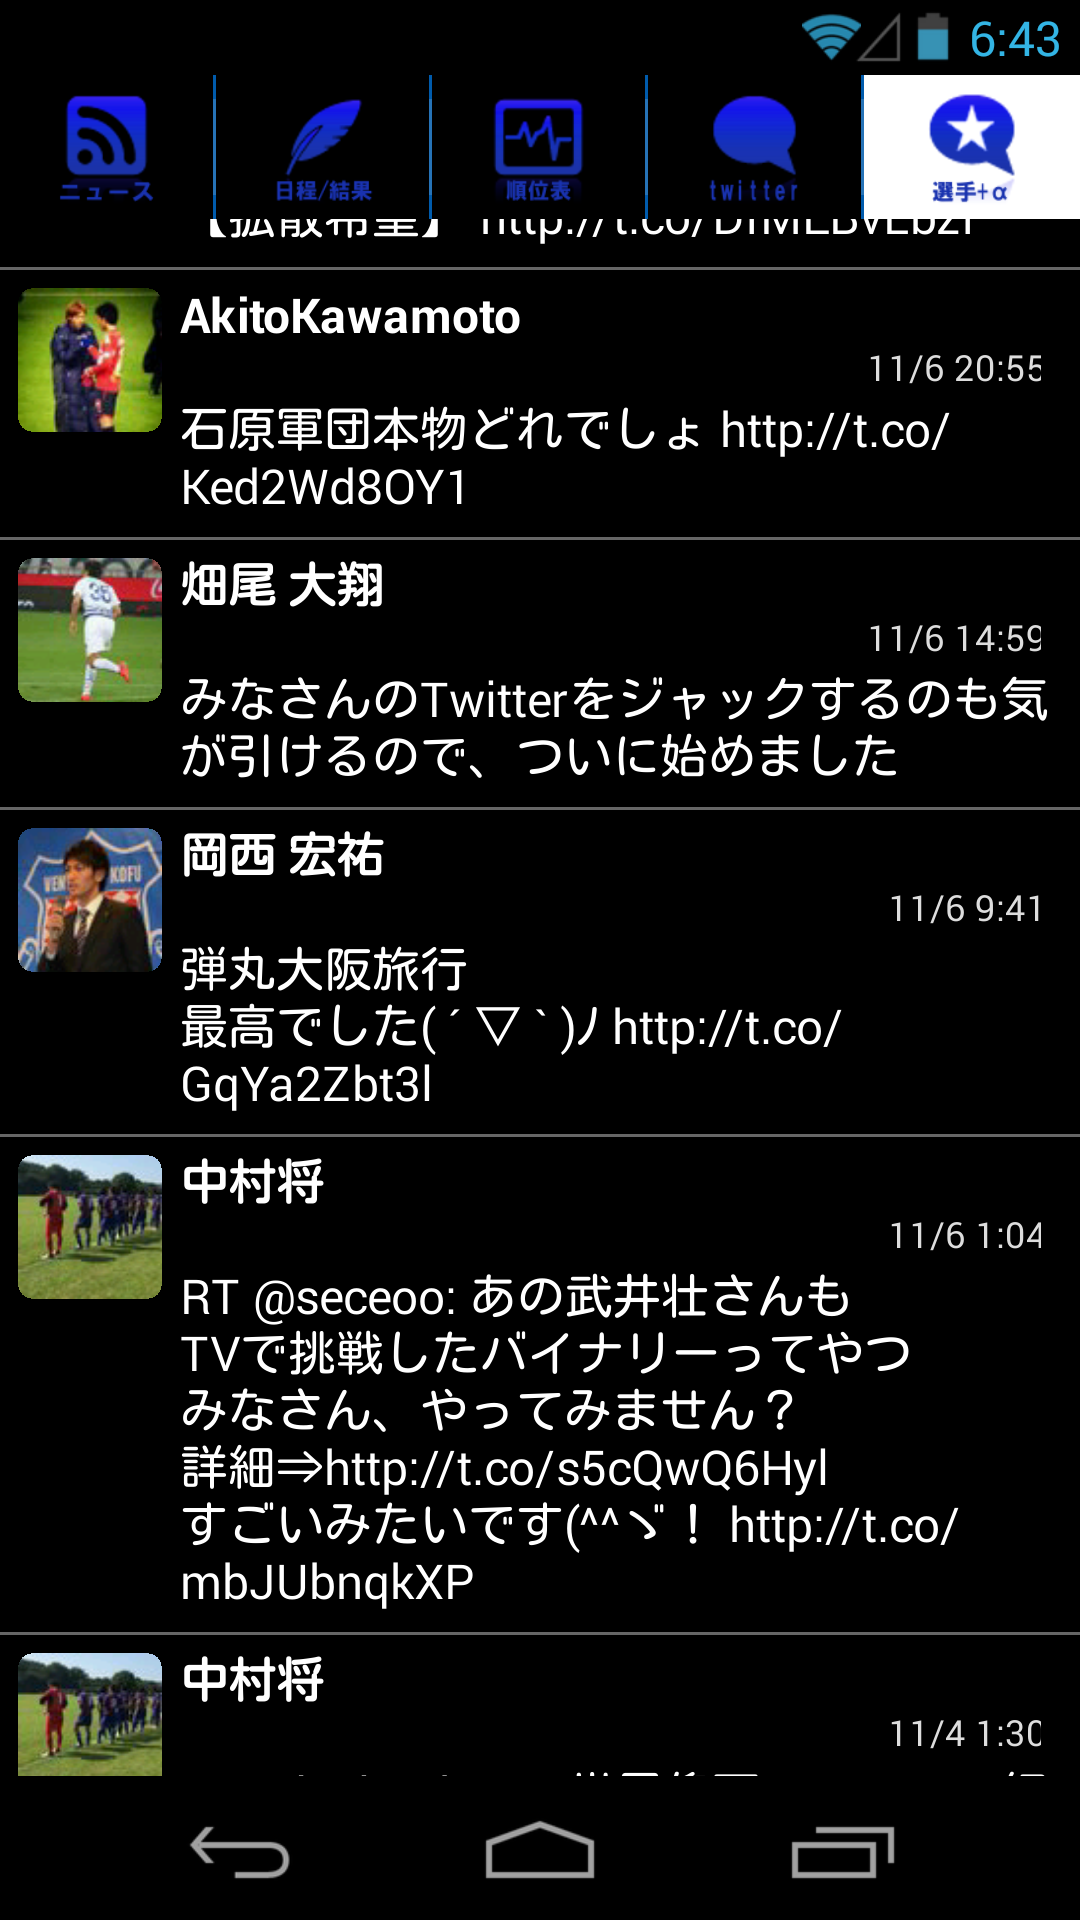 6:43
ニュース
日程/結果
順位表
twitter
選手+α
【拡散希望】 http://t.co/DfMLBvEbzf
AkitoKawamoto
11/6 20:55
石原軍団本物どれでしょ http://t.co/
Ked2Wd8OY1
畑尾 大翔
11/6 14:59
みなさんのTwitterをジャックするのも気
が引けるので、ついに始めました
岡西 宏祐
11/6 9:41
弾丸大阪旅行
最高でした(´▽`)ﾉ http://t.co/
GqYa2Zbt3l
中村将
11/6 1:04
RT @seceoo: あの武井壮さんも
TVで挑戦したバイナリーってやつ
みなさん、やってみません？
詳細⇒http://t.co/s5cQwQ6Hyl
すごいみたいです(^^ゞ！ http://t.co/
mbJUbnqkXP
中村将
11/4 1:30